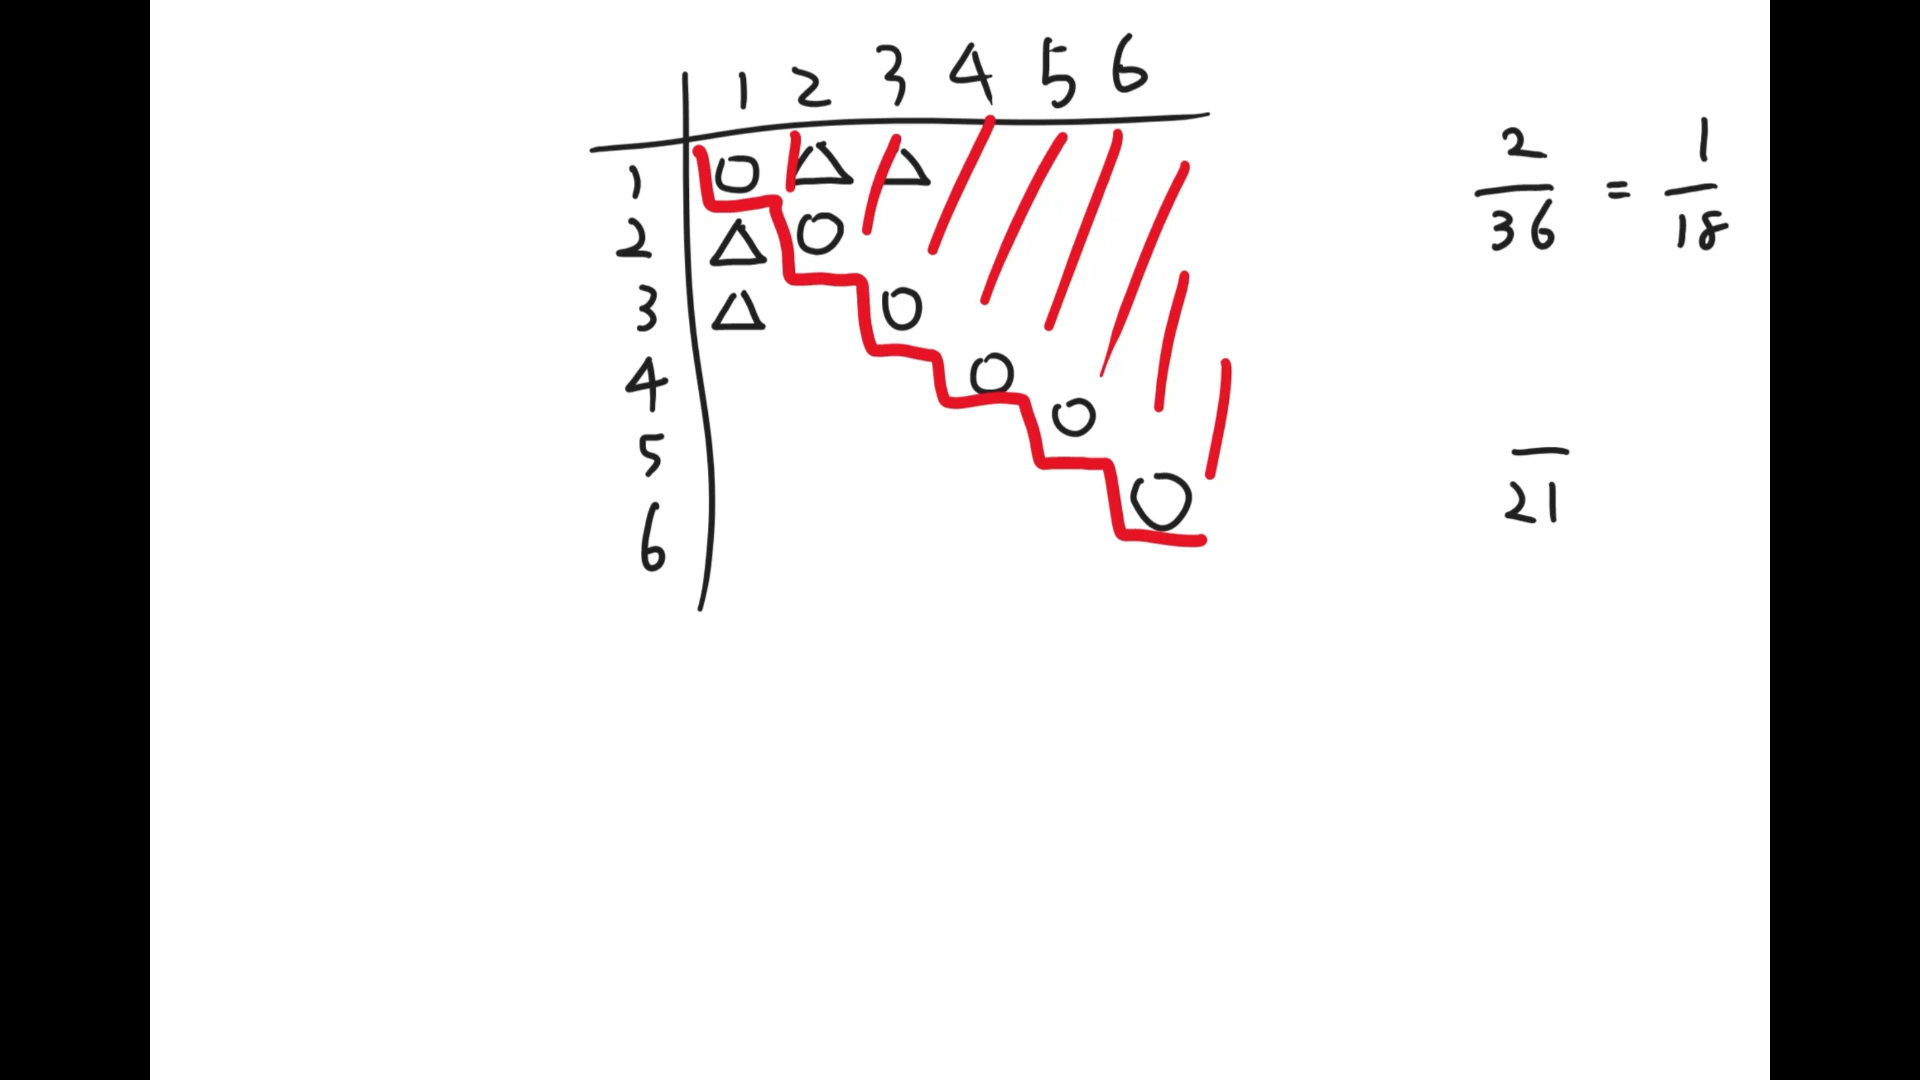 1 2 3 4 5 6
1 ○ △ △
2 △ ○
3 △ ○
4 ○
5 ○
6 ○
2/36 = 1/18
/21